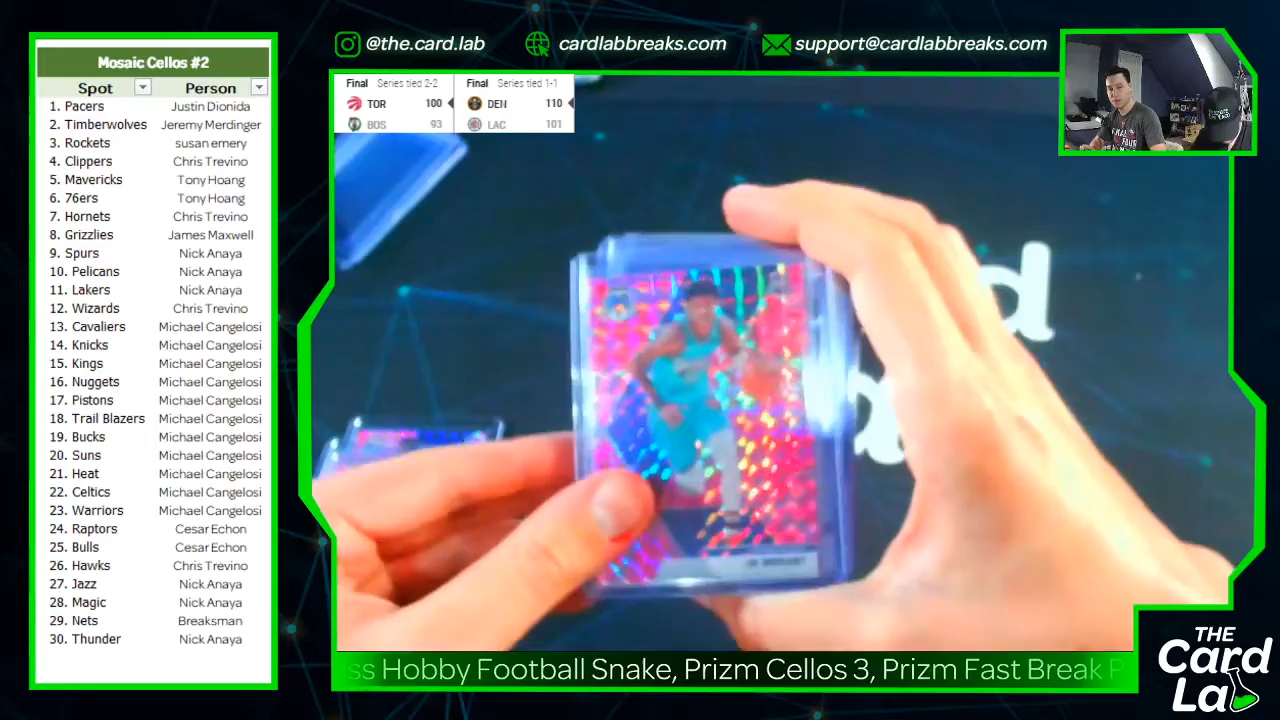 @the.card.lab
cardlabbreaks.com
support@cardlabbreaks.com
Mosaic Cellos #2
Spot Person
1. Pacers Justin Dionida
2. Timberwolves Jeremy Merdinger
3. Rockets susan emery
4. Clippers Chris Trevino
5. Mavericks Tony Hoang
6. 76ers Tony Hoang
7. Hornets Chris Trevino
8. Grizzlies James Maxwell
9. Spurs Nick Anaya
10. Pelicans Nick Anaya
11. Lakers Nick Anaya
12. Wizards Chris Trevino
13. Cavaliers Michael Cangelosi
14. Knicks Michael Cangelosi
15. Kings Michael Cangelosi
16. Nuggets Michael Cangelosi
17. Pistons Michael Cangelosi
18. Trail Blazers Michael Cangelosi
19. Bucks Michael Cangelosi
20. Suns Michael Cangelosi
21. Heat Michael Cangelosi
22. Celtics Michael Cangelosi
23. Warriors Michael Cangelosi
24. Raptors Cesar Echon
25. Bulls Cesar Echon
26. Hawks Chris Trevino
27. Jazz Nick Anaya
28. Magic Nick Anaya
29. Nets Breaksman
30. Thunder Nick Anaya
Final Series tied 2-2
TOR 100
BOS 93
Final Series tied 1-1
DEN 110
LAC 101
ss Hobby Football Snake, Prizm Cellos 3, Prizm Fast Break P
THE
Card
Lab